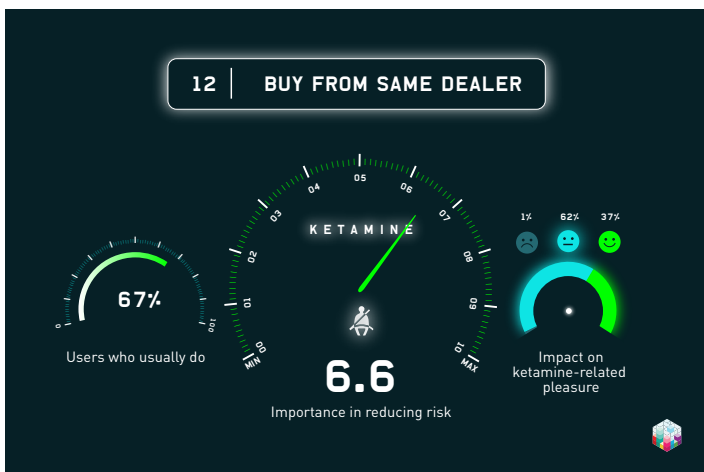 12 | BUY FROM SAME DEALER
KETAMINE
00 01 02 03 04 05 06 07 08 09 10
MIN MAX
6.6
Importance in reducing risk
0 100
67%
Users who usually do
1% 62% 37%
Impact on
ketamine-related
pleasure